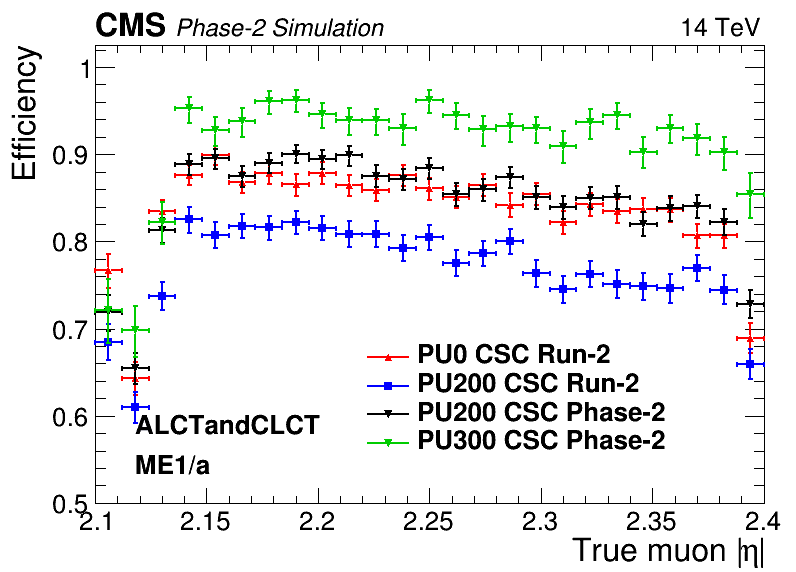 CMS Phase-2 Simulation 14 TeV
Efficiency
1
0.9
0.8
0.7
0.6
0.5
PU0 CSC Run-2
PU200 CSC Run-2
PU200 CSC Phase-2
PU300 CSC Phase-2
ALCTandCLCT
ME1/a
2.1 2.15 2.2 2.25 2.3 2.35 2.4
True muon |η|